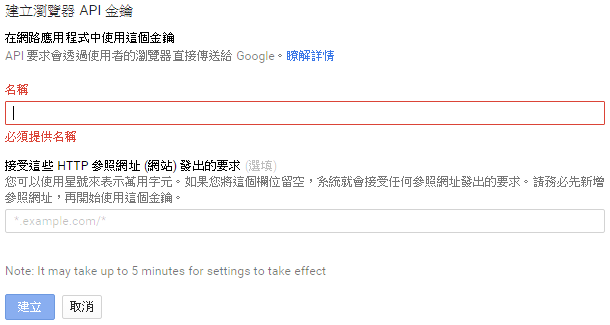 建立瀏覽器 API 金鑰
在網路應用程式中使用這個金鑰
API 要求會透過使用者的瀏覽器直接傳送給 Google。瞭解詳情
名稱
必須提供名稱
接受這些 HTTP 參照網址 (網站) 發出的要求 (選填)
您可以使用星號來表示萬用字元。如果您將這個欄位留空，系統就會接受任何參照網址發出的要求。請務必先新增
參照網址，再開始使用這個金鑰。
*.example.com/*
Note: It may take up to 5 minutes for settings to take effect
建立 取消